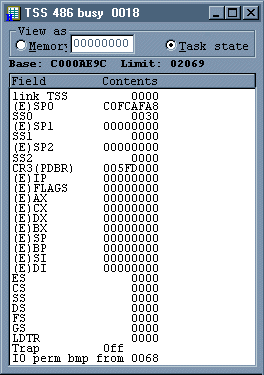 TSS 486 busy 0018
View as
Memory 00000000 Task state
Base: C000AE9C Limit: 02069
Field Contents
link TSS 0000
(E)SP0 C0FCAFA8
SS0 0030
(E)SP1 00000000
SS1 0000
(E)SP2 00000000
SS2 0000
CR3(PDBR) 005FD000
(E)IP 00000000
(E)FLAGS 00000000
(E)AX 00000000
(E)CX 00000000
(E)DX 00000000
(E)BX 00000000
(E)SP 00000000
(E)BP 00000000
(E)SI 00000000
(E)DI 00000000
ES 0000
CS 0000
SS 0000
DS 0000
FS 0000
GS 0000
LDTR 0000
Trap Off
IO perm bmp from 0068